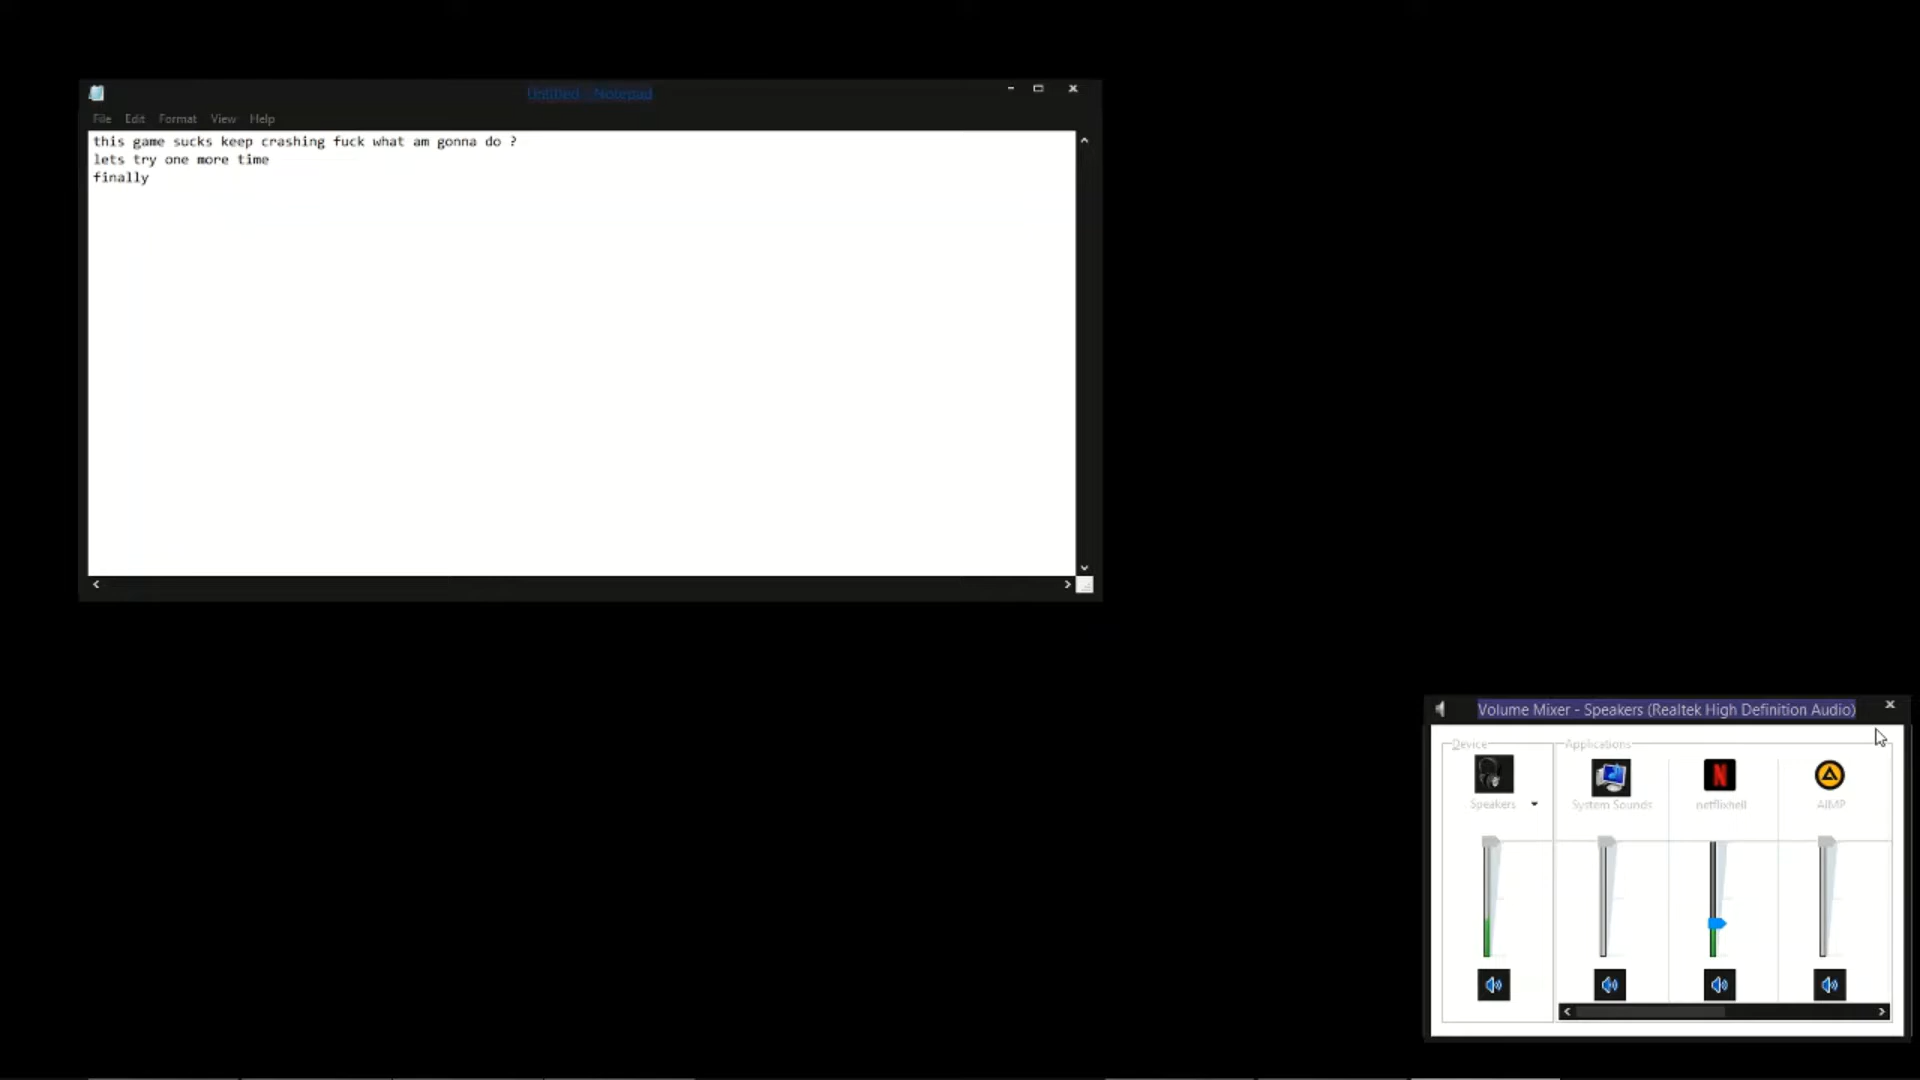 Untitled - Notepad
File Edit Format View Help
this game sucks keep crashing fuck what am gonna do ?
lets try one more time
finally
Volume Mixer - Speakers (Realtek High Definition Audio)
Device Applications
Speakers System Sounds netflixhell AIMP